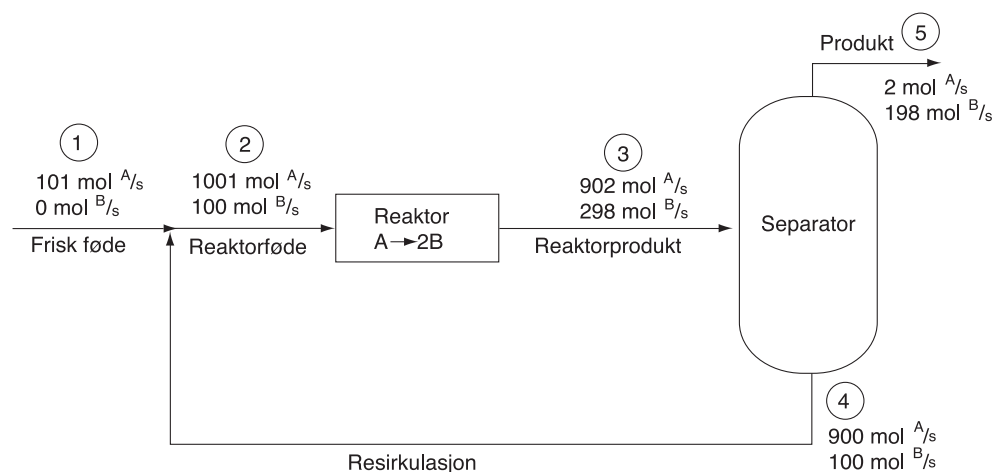 1
101 mol A/s
0 mol B/s
Frisk føde
2
1001 mol A/s
100 mol B/s
Reaktorføde
Reaktor
A→2B
3
902 mol A/s
298 mol B/s
Reaktorprodukt
Separator
Produkt 5
2 mol A/s
198 mol B/s
4
900 mol A/s
100 mol B/s
Resirkulasjon